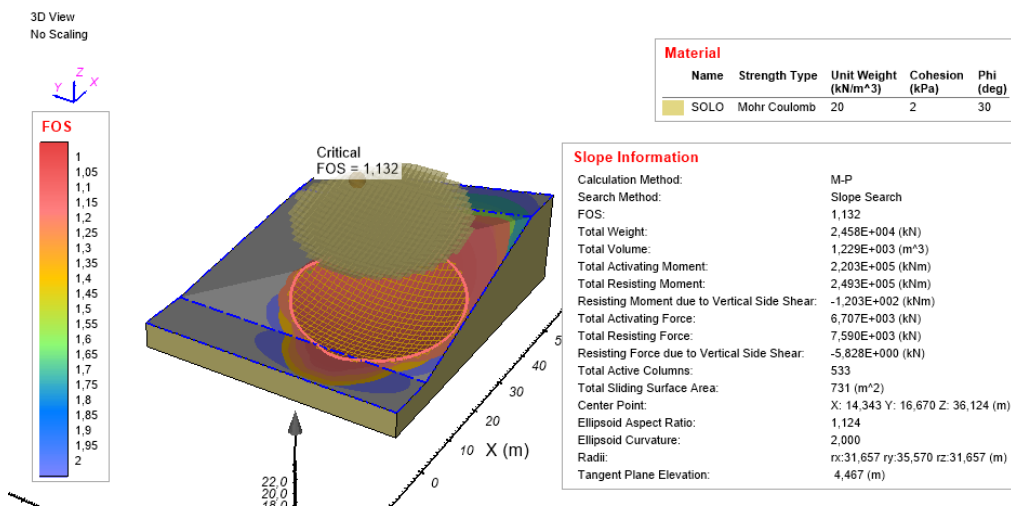 3D View
No Scaling
Z
Y X
FOS
1
1,05
1,1
1,15
1,2
1,25
1,3
1,35
1,4
1,45
1,5
1,55
1,6
1,65
1,7
1,75
1,8
1,85
1,9
1,95
2
Critical
FOS = 1,132
22,0
20,0
18,0
0
10
20
30
40
5
X (m)
Material
Name Strength Type Unit Weight (kN/m^3) Cohesion (kPa) Phi (deg)
SOLO Mohr Coulomb 20 2 30
Slope Information
Calculation Method: M-P
Search Method: Slope Search
FOS: 1,132
Total Weight: 2,458E+004 (kN)
Total Volume: 1,229E+003 (m^3)
Total Activating Moment: 2,203E+005 (kNm)
Total Resisting Moment: 2,493E+005 (kNm)
Resisting Moment due to Vertical Side Shear: -1,203E+002 (kNm)
Total Activating Force: 6,707E+003 (kN)
Total Resisting Force: 7,590E+003 (kN)
Resisting Force due to Vertical Side Shear: -5,828E+000 (kN)
Total Active Columns: 533
Total Sliding Surface Area: 731 (m^2)
Center Point: X: 14,343 Y: 16,670 Z: 36,124 (m)
Ellipsoid Aspect Ratio: 1,124
Ellipsoid Curvature: 2,000
Radii: rx:31,657 ry:35,570 rz:31,657 (m)
Tangent Plane Elevation: 4,467 (m)